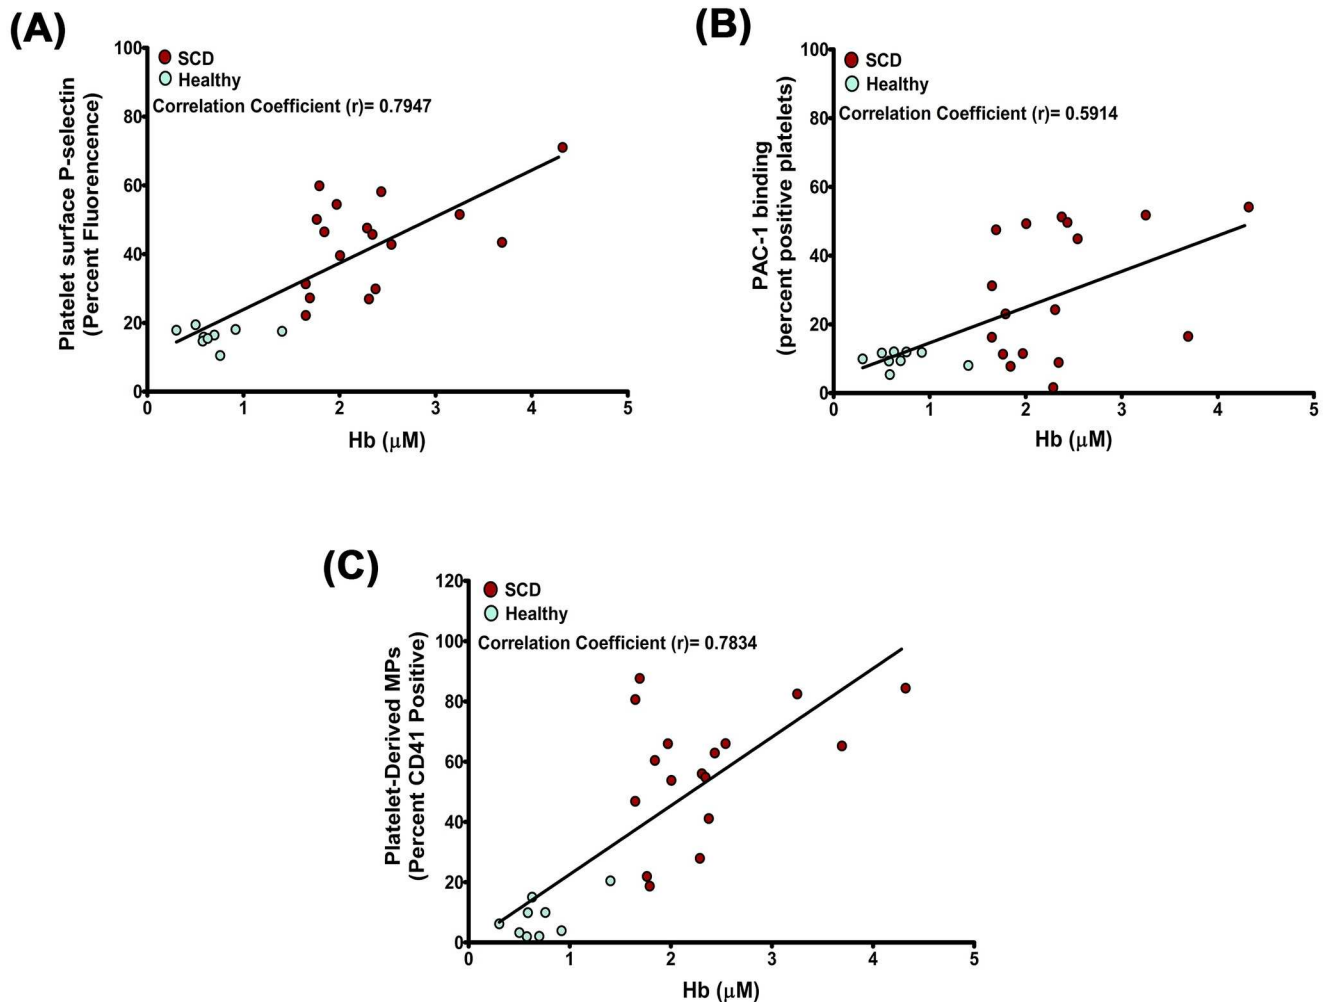 (A)
Platelet surface P-selectin
(Percent Fluorencence)
100
80
60
40
20
0
SCD
Healthy
Correlation Coefficient (r)= 0.7947
0 1 2 3 4 5
Hb (μM)
(B)
PAC-1 binding
(percent positive platelets)
100
80
60
40
20
0
SCD
Healthy
Correlation Coefficient (r)= 0.5914
0 1 2 3 4 5
Hb (μM)
(C)
Platelet-Derived MPs
(Percent CD41 Positive)
120
100
80
60
40
20
0
SCD
Healthy
Correlation Coefficient (r)= 0.7834
0 1 2 3 4 5
Hb (μM)